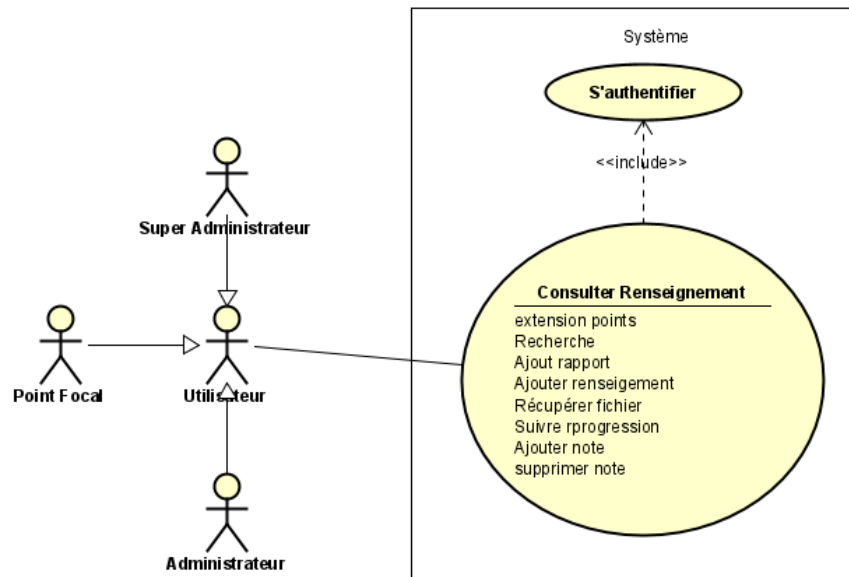 Système
S'authentifier
<<include>>
Super Administrateur
Consulter Renseignement
extension points
Recherche
Ajout rapport
Ajouter renseigement
Récupérer fichier
Suivre rprogression
Ajouter note
supprimer note
Point Focal
Utilisateur
Administrateur